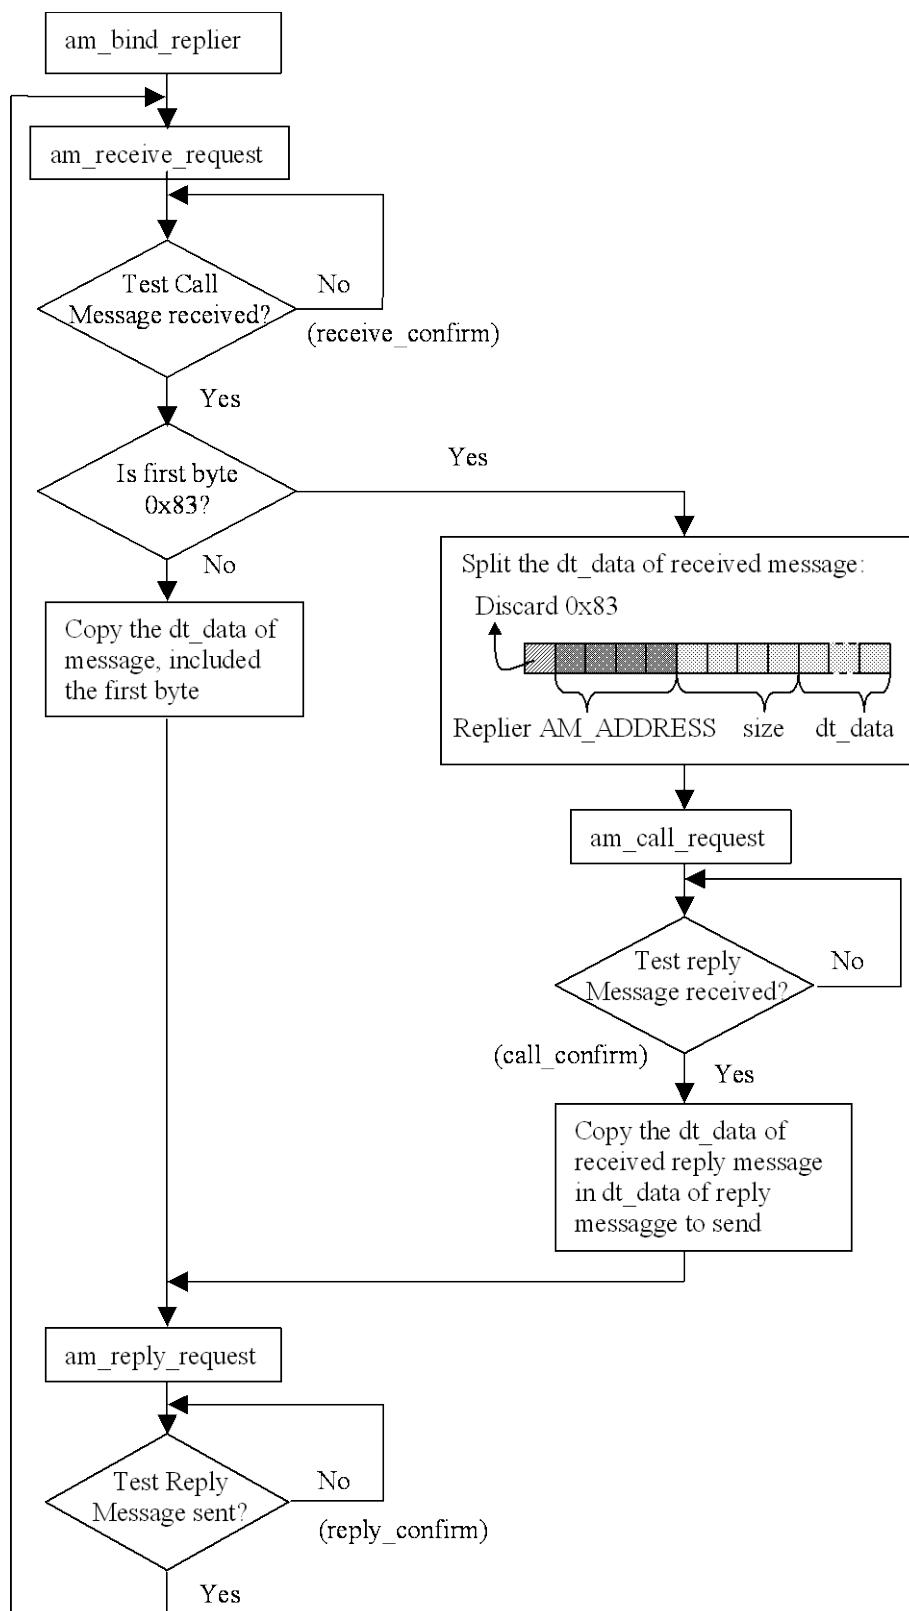 am_bind_replier
am_receive_request
Test Call
Message received?
No
(receive_confirm)
Yes
Is first byte
0x83?
Yes
No
Copy the dt_data of
message, included
the first byte
Split the dt_data of received message:
Discard 0x83
Replier AM_ADDRESS size dt_data
am_call_request
Test reply
Message received?
No
(call_confirm)
Yes
Copy the dt_data of
received reply message
in dt_data of reply
messagge to send
am_reply_request
Test Reply
Message sent?
No
(reply_confirm)
Yes